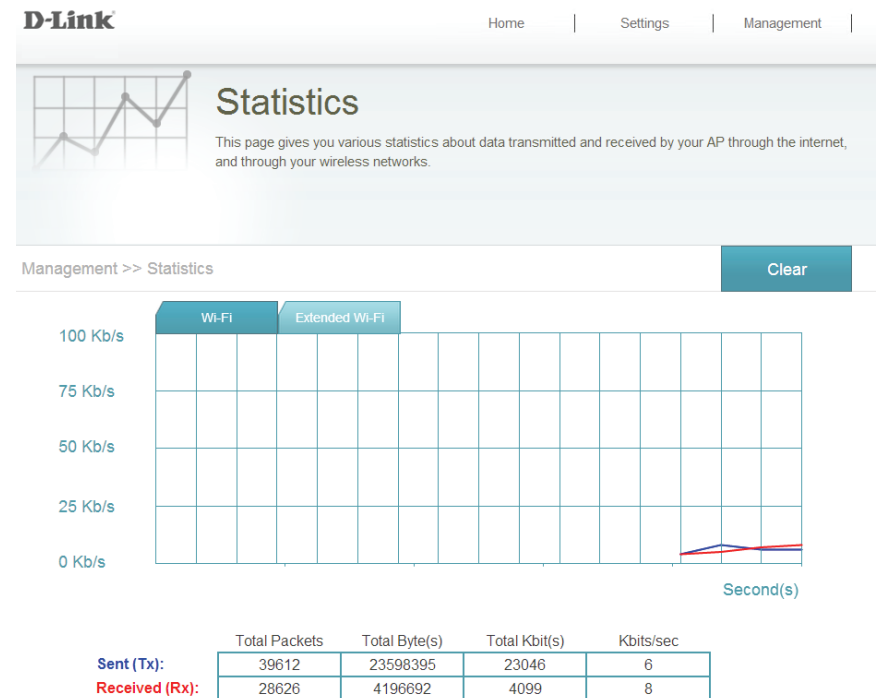 D-Link
Home Settings Management
Statistics
This page gives you various statistics about data transmitted and received by your AP through the internet,
and through your wireless networks.
Management >> Statistics
Clear
Wi-Fi Extended Wi-Fi
100 Kb/s
75 Kb/s
50 Kb/s
25 Kb/s
0 Kb/s
Second(s)
Total Packets Total Byte(s) Total Kbit(s) Kbits/sec
Sent (Tx): 39612 23598395 23046 6
Received (Rx): 28626 4196692 4099 8